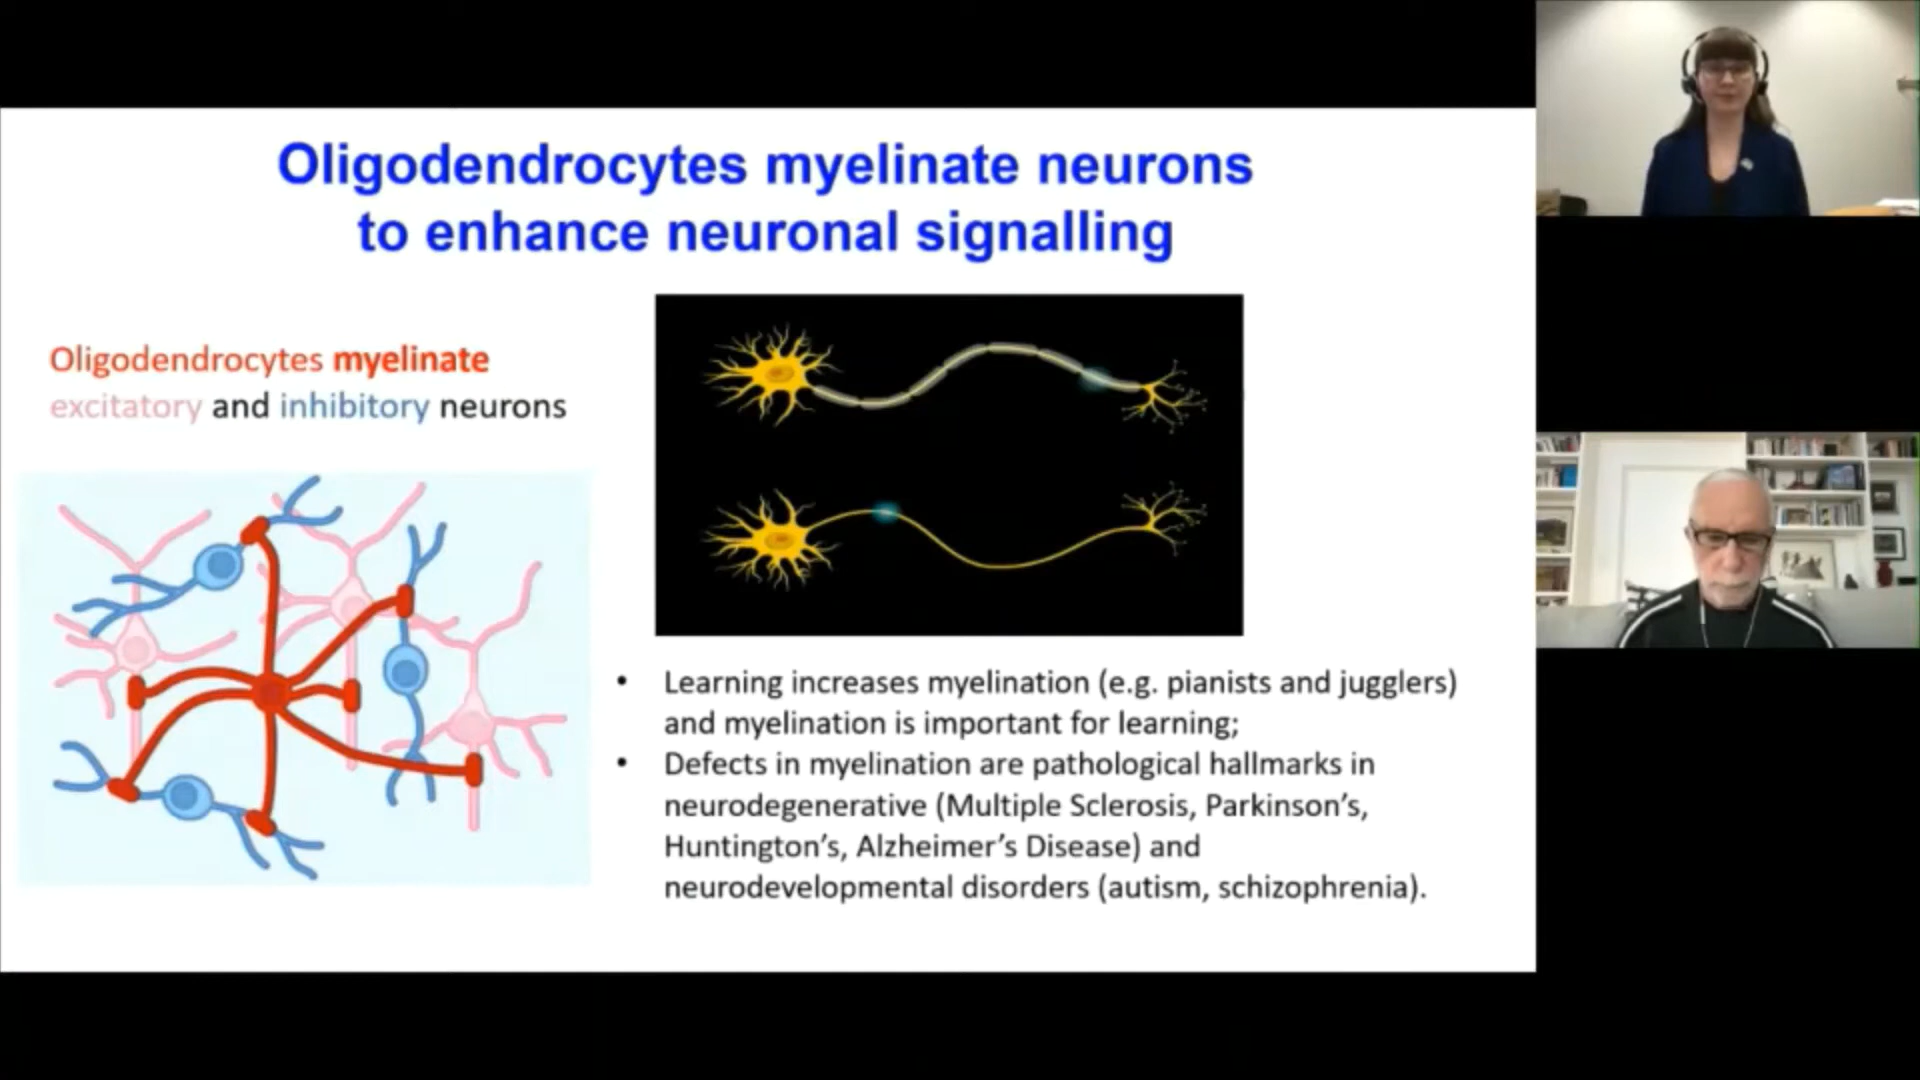 Oligodendrocytes myelinate neurons
to enhance neuronal signalling
Oligodendrocytes myelinate
excitatory and inhibitory neurons
• Learning increases myelination (e.g. pianists and jugglers)
and myelination is important for learning;
• Defects in myelination are pathological hallmarks in
neurodegenerative (Multiple Sclerosis, Parkinson’s,
Huntington’s, Alzheimer’s Disease) and
neurodevelopmental disorders (autism, schizophrenia).